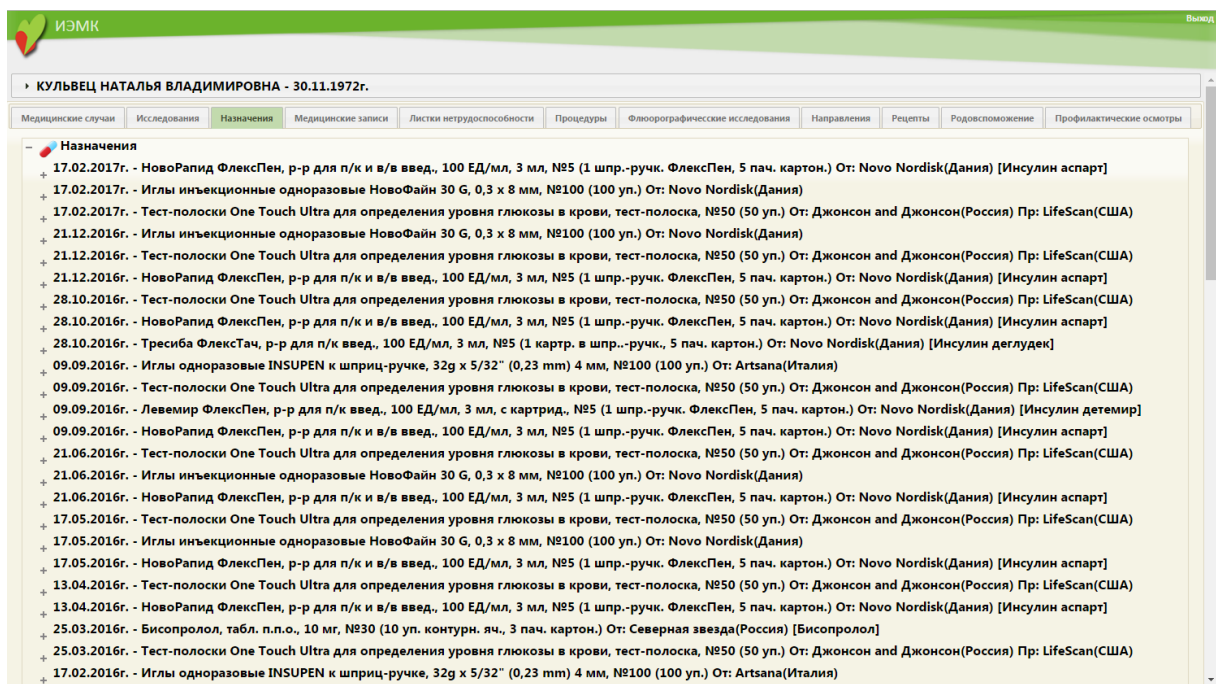 ИЭМК
Выход
КУЛЬВЕЦ НАТАЛЬЯ ВЛАДИМИРОВНА - 30.11.1972г.
Медицинские случаи Исследования Назначения Медицинские записи Листки нетрудоспособности Процедуры Флюорографичесские исследования Направления Рецепты Родовспоможение Профилактические осмотры
Назначения
17.02.2017г. - НовоРапид ФлексПен, р-р для п/к и в/в введ., 100 ЕД/мл, 3 мл, №5 (1 шпр.-ручк. ФлексПен, 5 пач. картон.) От: Novo Nordisk(Дания) [Инсулин аспарт]
17.02.2017г. - Иглы инъекционные одноразовые НовоФайн 30 G, 0,3 x 8 мм, №100 (100 уп.) От: Novo Nordisk(Дания)
17.02.2017г. - Тест-полоски One Touch Ultra для определения уровня глюкозы в крови, тест-полоска, №50 (50 уп.) От: Джонсон and Джонсон(Россия) Пр: LifeScan(США)
21.12.2016г. - Иглы инъекционные одноразовые НовоФайн 30 G, 0,3 x 8 мм, №100 (100 уп.) От: Novo Nordisk(Дания)
21.12.2016г. - Тест-полоски One Touch Ultra для определения уровня глюкозы в крови, тест-полоска, №50 (50 уп.) От: Джонсон and Джонсон(Россия) Пр: LifeScan(США)
21.12.2016г. - НовоРапид ФлексПен, р-р для п/к и в/в введ., 100 ЕД/мл, 3 мл, №5 (1 шпр.-ручк. ФлексПен, 5 пач. картон.) От: Novo Nordisk(Дания) [Инсулин аспарт]
28.10.2016г. - Тест-полоски One Touch Ultra для определения уровня глюкозы в крови, тест-полоска, №50 (50 уп.) От: Джонсон and Джонсон(Россия) Пр: LifeScan(США)
28.10.2016г. - НовоРапид ФлексПен, р-р для п/к и в/в введ., 100 ЕД/мл, 3 мл, №5 (1 шпр.-ручк. ФлексПен, 5 пач. картон.) От: Novo Nordisk(Дания) [Инсулин аспарт]
28.10.2016г. - Тресиба ФлексТач, р-р для п/к введ., 100 ЕД/мл, 3 мл, №5 (1 картр. в шпр..-ручк., 5 пач. картон.) От: Novo Nordisk(Дания) [Инсулин деглудек]
09.09.2016г. - Иглы одноразовые INSUPEN к шприц-ручке, 32g x 5/32" (0,23 mm) 4 мм, №100 (100 уп.) От: Artsana(Италия)
09.09.2016г. - Тест-полоски One Touch Ultra для определения уровня глюкозы в крови, тест-полоска, №50 (50 уп.) От: Джонсон and Джонсон(Россия) Пр: LifeScan(США)
09.09.2016г. - Левемир ФлексПен, р-р для п/к введ., 100 ЕД/мл, 3 мл, с картрид., №5 (1 шпр.-ручк. ФлексПен, 5 пач. картон.) От: Novo Nordisk(Дания) [Инсулин детемир]
09.09.2016г. - НовоРапид ФлексПен, р-р для п/к и в/в введ., 100 ЕД/мл, 3 мл, №5 (1 шпр.-ручк. ФлексПен, 5 пач. картон.) От: Novo Nordisk(Дания) [Инсулин аспарт]
21.06.2016г. - Тест-полоски One Touch Ultra для определения уровня глюкозы в крови, тест-полоска, №50 (50 уп.) От: Джонсон and Джонсон(Россия) Пр: LifeScan(США)
21.06.2016г. - Иглы инъекционные одноразовые НовоФайн 30 G, 0,3 x 8 мм, №100 (100 уп.) От: Novo Nordisk(Дания)
21.06.2016г. - НовоРапид ФлексПен, р-р для п/к и в/в введ., 100 ЕД/мл, 3 мл, №5 (1 шпр.-ручк. ФлексПен, 5 пач. картон.) От: Novo Nordisk(Дания) [Инсулин аспарт]
17.05.2016г. - Тест-полоски One Touch Ultra для определения уровня глюкозы в крови, тест-полоска, №50 (50 уп.) От: Джонсон and Джонсон(Россия) Пр: LifeScan(США)
17.05.2016г. - Иглы инъекционные одноразовые НовоФайн 30 G, 0,3 x 8 мм, №100 (100 уп.) От: Novo Nordisk(Дания)
17.05.2016г. - НовоРапид ФлексПен, р-р для п/к и в/в введ., 100 ЕД/мл, 3 мл, №5 (1 шпр.-ручк. ФлексПен, 5 пач. картон.) От: Novo Nordisk(Дания) [Инсулин аспарт]
13.04.2016г. - Тест-полоски One Touch Ultra для определения уровня глюкозы в крови, тест-полоска, №50 (50 уп.) От: Джонсон and Джонсон(Россия) Пр: LifeScan(США)
13.04.2016г. - НовоРапид ФлексПен, р-р для п/к и в/в введ., 100 ЕД/мл, 3 мл, №5 (1 шпр.-ручк. ФлексПен, 5 пач. картон.) От: Novo Nordisk(Дания) [Инсулин аспарт]
25.03.2016г. - Бисопролол, табл. п.п.о., 10 мг, №30 (10 уп. контурн. яч., 3 пач. картон.) От: Северная звезда(Россия) [Бисопролол]
25.03.2016г. - Тест-полоски One Touch Ultra для определения уровня глюкозы в крови, тест-полоска, №50 (50 уп.) От: Джонсон and Джонсон(Россия) Пр: LifeScan(США)
17.02.2016г. - Иглы одноразовые INSUPEN к шприц-ручке, 32g x 5/32" (0,23 mm) 4 мм, №100 (100 уп.) От: Artsana(Италия)